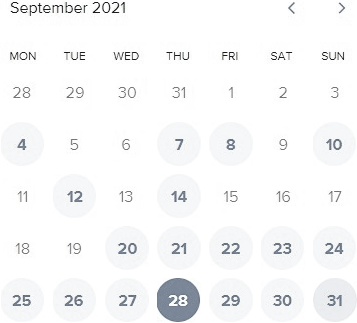 September 2021
MON TUE WED THU FRI SAT SUN
28 29 30 31 1 2 3
4 5 6 7 8 9 10
11 12 13 14 15 16 17
18 19 20 21 22 23 24
25 26 27 28 29 30 31